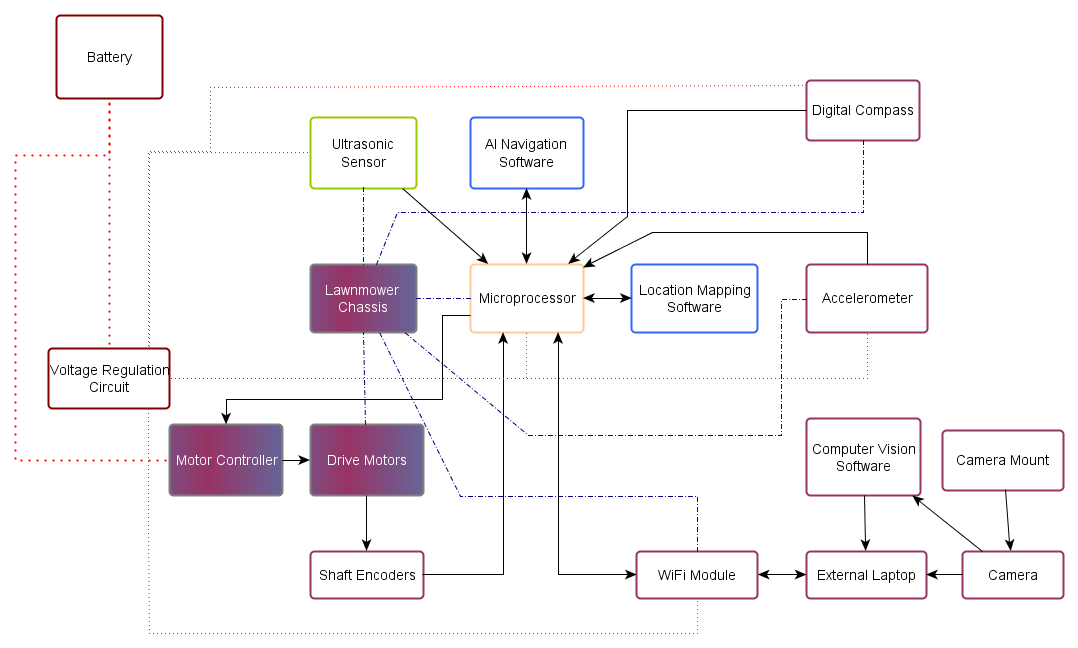 Battery
Digital Compass
Ultrasonic
Sensor
AI Navigation
Software
Lawnmower
Chassis
Microprocessor
Location Mapping
Software
Accelerometer
Voltage Regulation
Circuit
Motor Controller
Drive Motors
Computer Vision
Software
Camera Mount
Shaft Encoders
WiFi Module
External Laptop
Camera